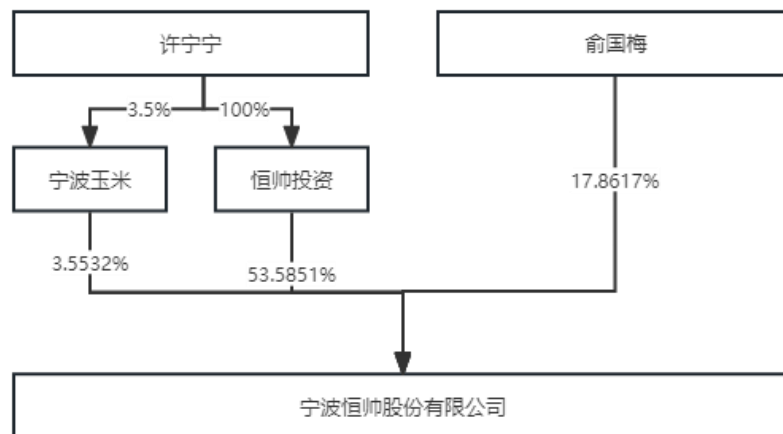 许宁宁
俞国梅
3.5%
100%
宁波玉米
恒帅投资
17.8617%
3.5532%
53.5851%
宁波恒帅股份有限公司